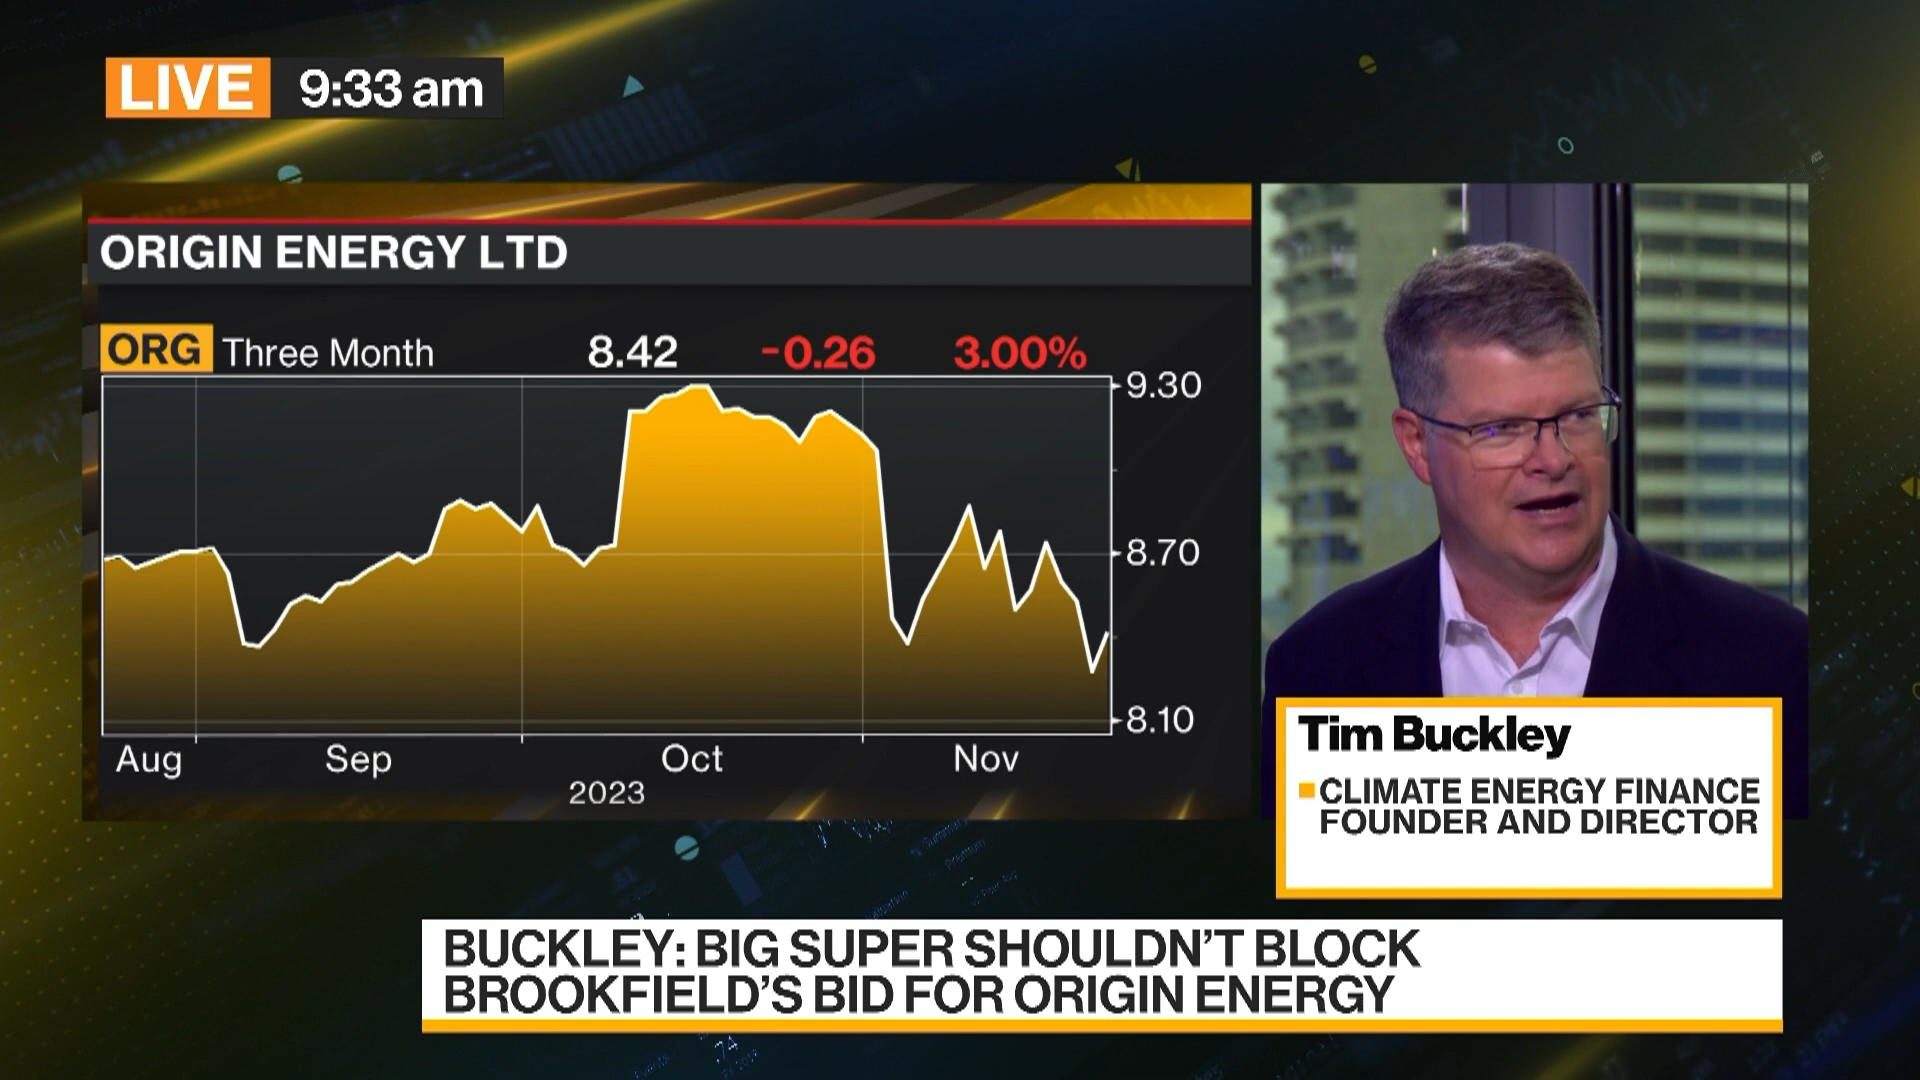 LIVE 9:33 am
ORIGIN ENERGY LTD
ORG Three Month 8.42 -0.26 3.00%
9.30
8.70
8.10
Aug Sep Oct Nov
2023
Tim Buckley
CLIMATE ENERGY FINANCE
FOUNDER AND DIRECTOR
BUCKLEY: BIG SUPER SHOULDN'T BLOCK
BROOKFIELD'S BID FOR ORIGIN ENERGY